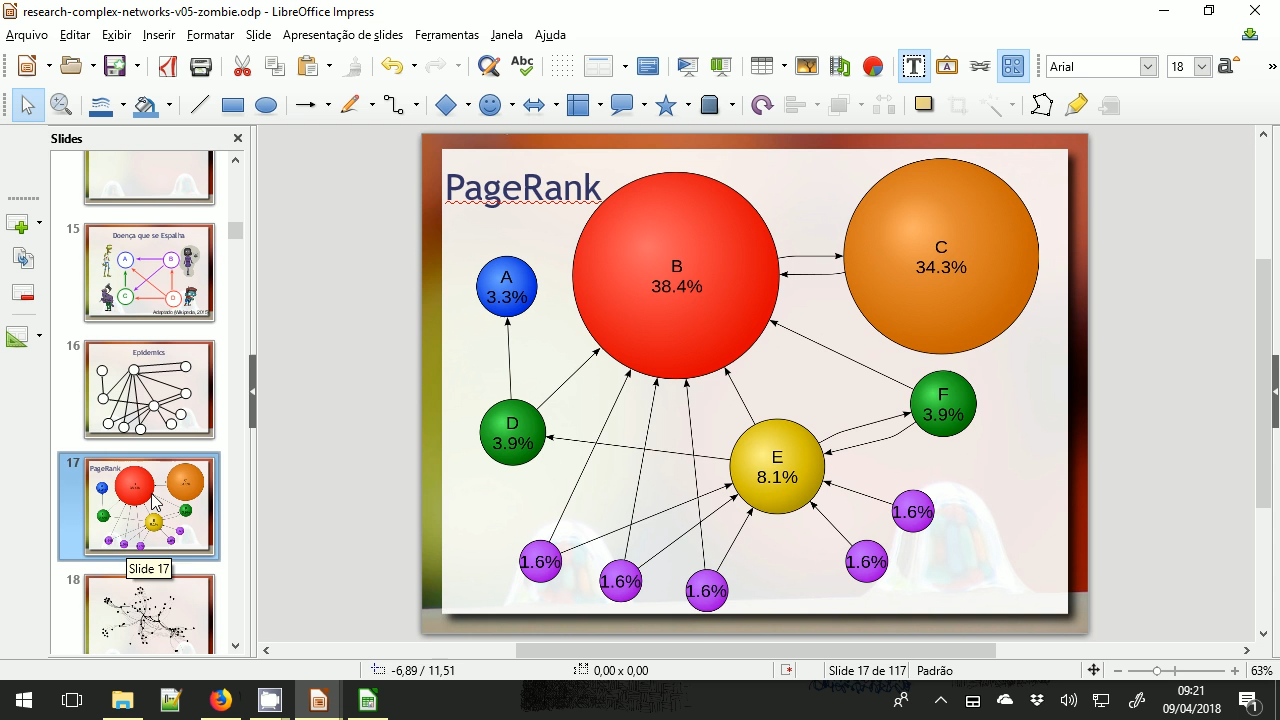 research-complex-networks-v05-zombie.odp - LibreOffice Impress
Arquivo Editar Exibir Inserir Formatar Slide Apresentação de slides Ferramentas Janela Ajuda
Abc
Arial 18
Slides
15
Doença que se Espalha
A B
C D
Adaptado (Wikipédia, 2015)
16
Epidemics
17
PageRank
Slide 17
18
PageRank
B
38.4%
C
34.3%
A
3.3%
D
3.9%
F
3.9%
E
8.1%
1.6%
1.6%
1.6%
1.6%
1.6%
-6,89 / 11,51 0,00 x 0,00 Slide 17 de 117 Padrão 63%
09:21
09/04/2018
1